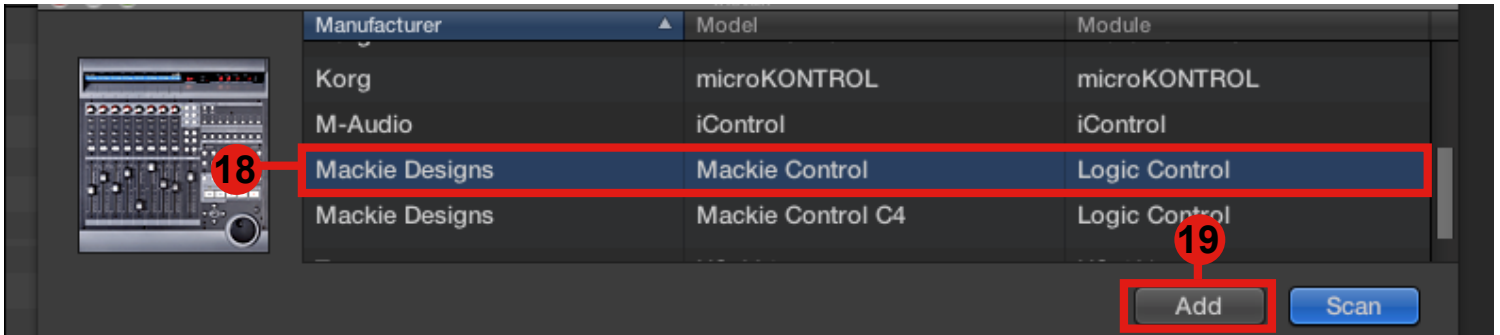 Manufacturer Model Module
Korg microKONTROL microKONTROL
M-Audio iControl iControl
18 Mackie Designs Mackie Control Logic Control
Mackie Designs Mackie Control C4 Logic Control
19
Add Scan